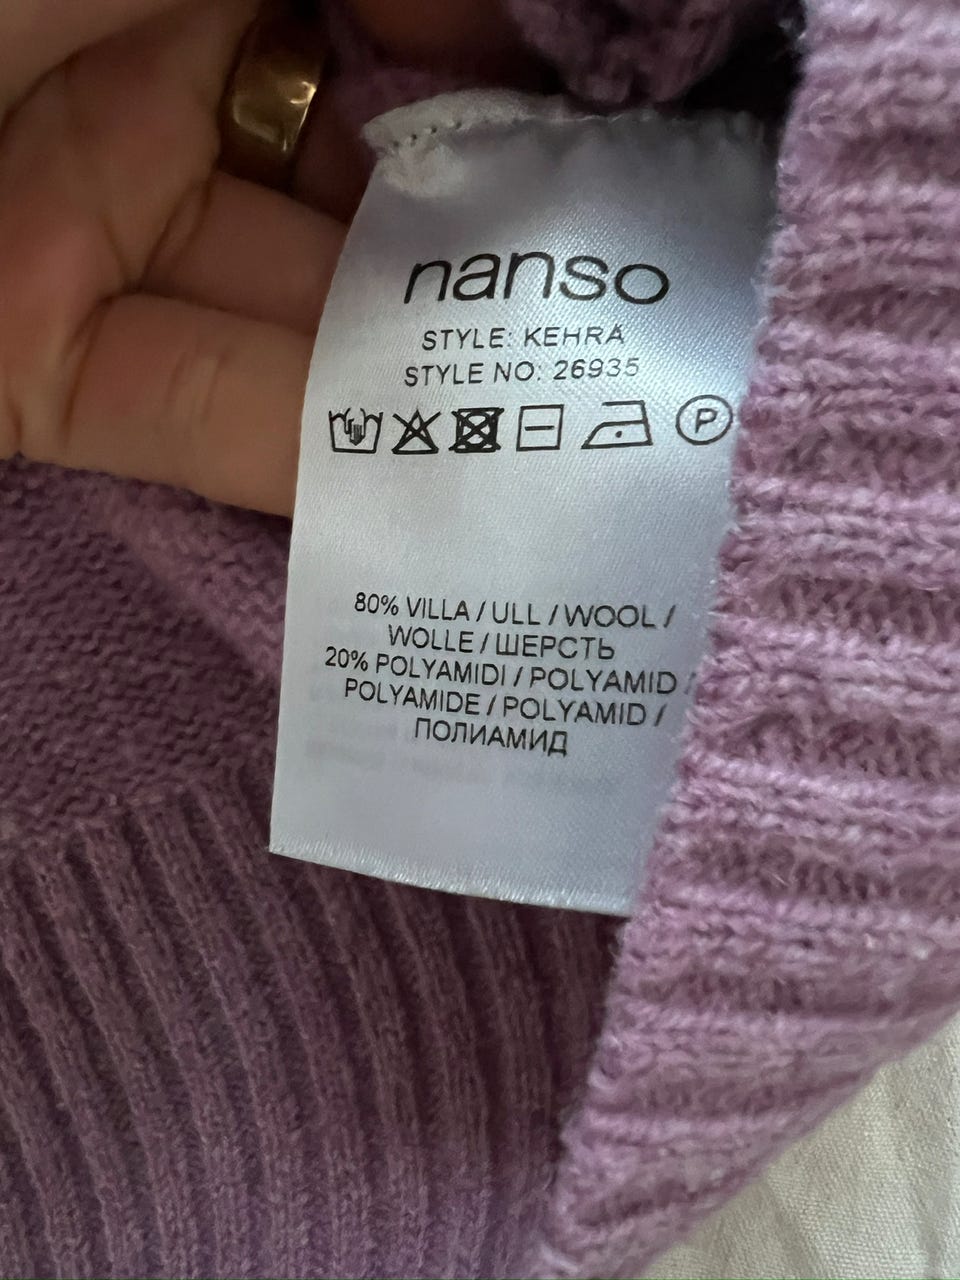 nanso
STYLE: KEHRA
STYLE NO: 26935
P
80% VILLA / ULL / WOOL /
WOLLE / ШЕРСТЬ
20% POLYAMIDI / POLYAMID /
POLYAMIDE / POLYAMID /
ПОЛИАМИД